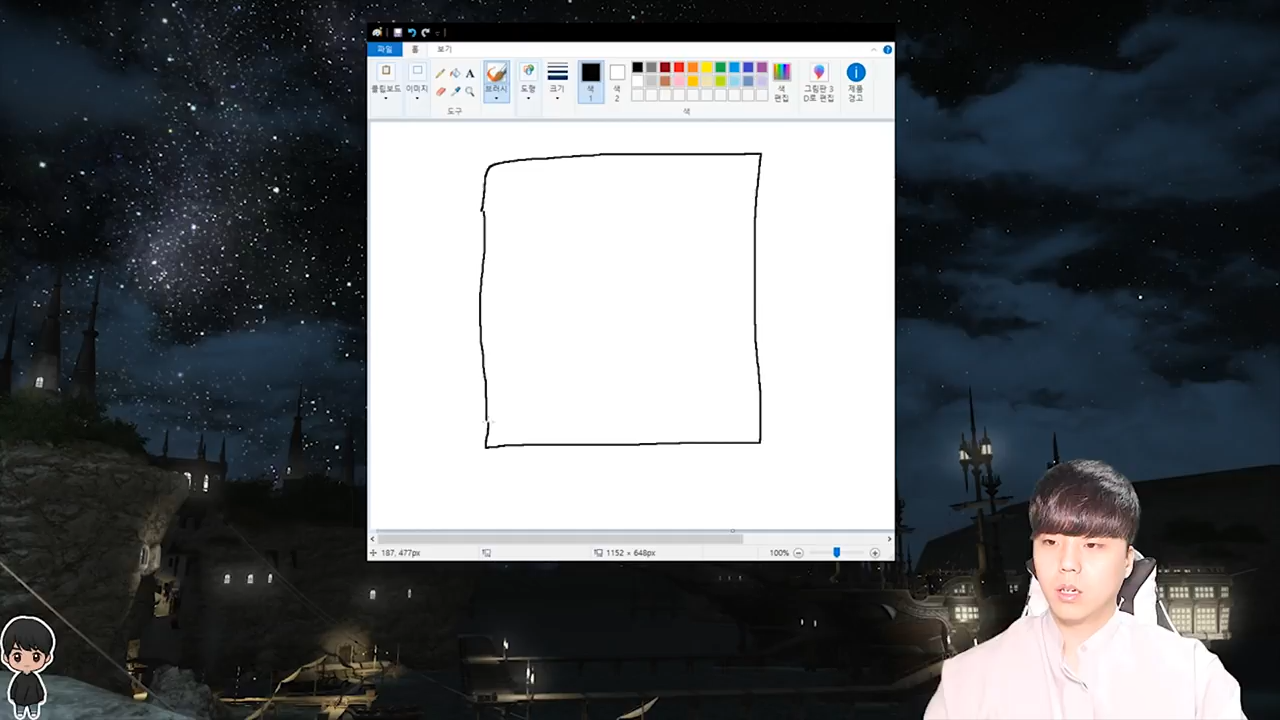 파일 홈 보기
클립보드 이미지 A 브러시 도형 크기 색 1 색 2 색 편집 그림판 3D로 편집 제품 경고
도구 색
187, 477px 1152 × 648px 100%